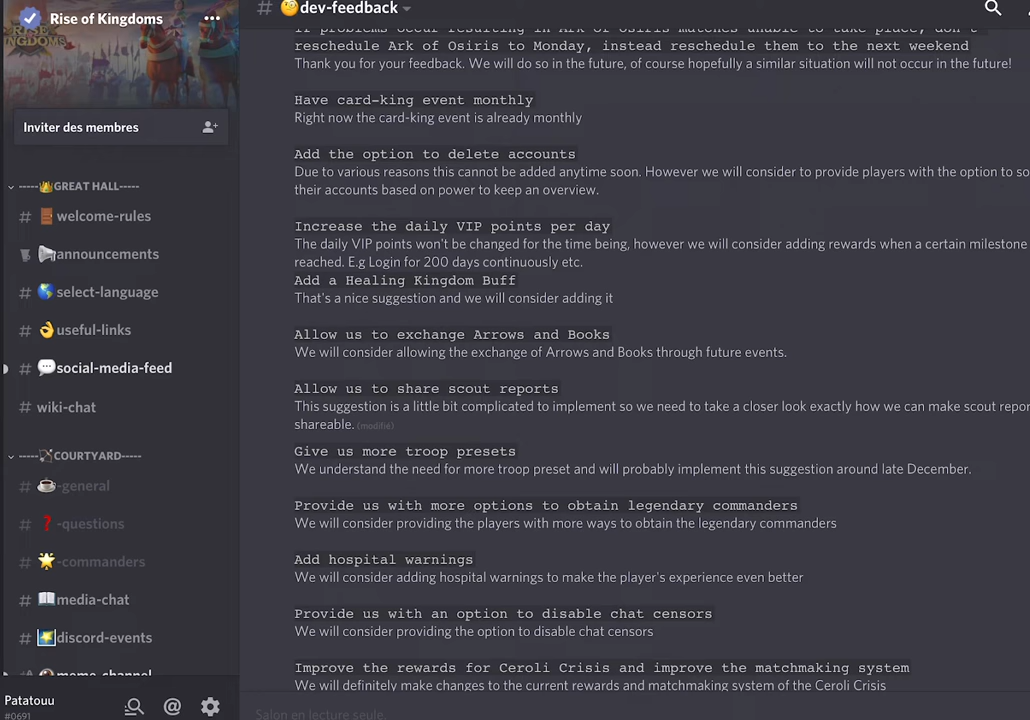 Rise of Kingdoms
Inviter des membres
-----👑GREAT HALL-----
# 🚪welcome-rules
📢announcements
# 🌎select-language
# 👌useful-links
# 💬social-media-feed
# wiki-chat
-----🏹COURTYARD-----
# ☕-general
# ❓-questions
# 🌟-commanders
# 📖media-chat
# discord-events
meme-channel
Patatouu
#0691
# 🧐dev-feedback
reschedule Ark of Osiris to Monday, instead reschedule them to the next weekend
Thank you for your feedback. We will do so in the future, of course hopefully a similar situation will not occur in the future!
Have card-king event monthly
Right now the card-king event is already monthly
Add the option to delete accounts
Due to various reasons this cannot be added anytime soon. However we will consider to provide players with the option to so
their accounts based on power to keep an overview.
Increase the daily VIP points per day
The daily VIP points won't be changed for the time being, however we will consider adding rewards when a certain milestone
reached. E.g Login for 200 days continuously etc.
Add a Healing Kingdom Buff
That's a nice suggestion and we will consider adding it
Allow us to exchange Arrows and Books
We will consider allowing the exchange of Arrows and Books through future events.
Allow us to share scout reports
This suggestion is a little bit complicated to implement so we need to take a closer look exactly how we can make scout repor
shareable. (modifié)
Give us more troop presets
We understand the need for more troop preset and will probably implement this suggestion around late December.
Provide us with more options to obtain legendary commanders
We will consider providing the players with more ways to obtain the legendary commanders
Add hospital warnings
We will consider adding hospital warnings to make the player's experience even better
Provide us with an option to disable chat censors
We will consider providing the option to disable chat censors
Improve the rewards for Ceroli Crisis and improve the matchmaking system
We will definitely make changes to the current rewards and matchmaking system of the Ceroli Crisis
Salon en lecture seule.